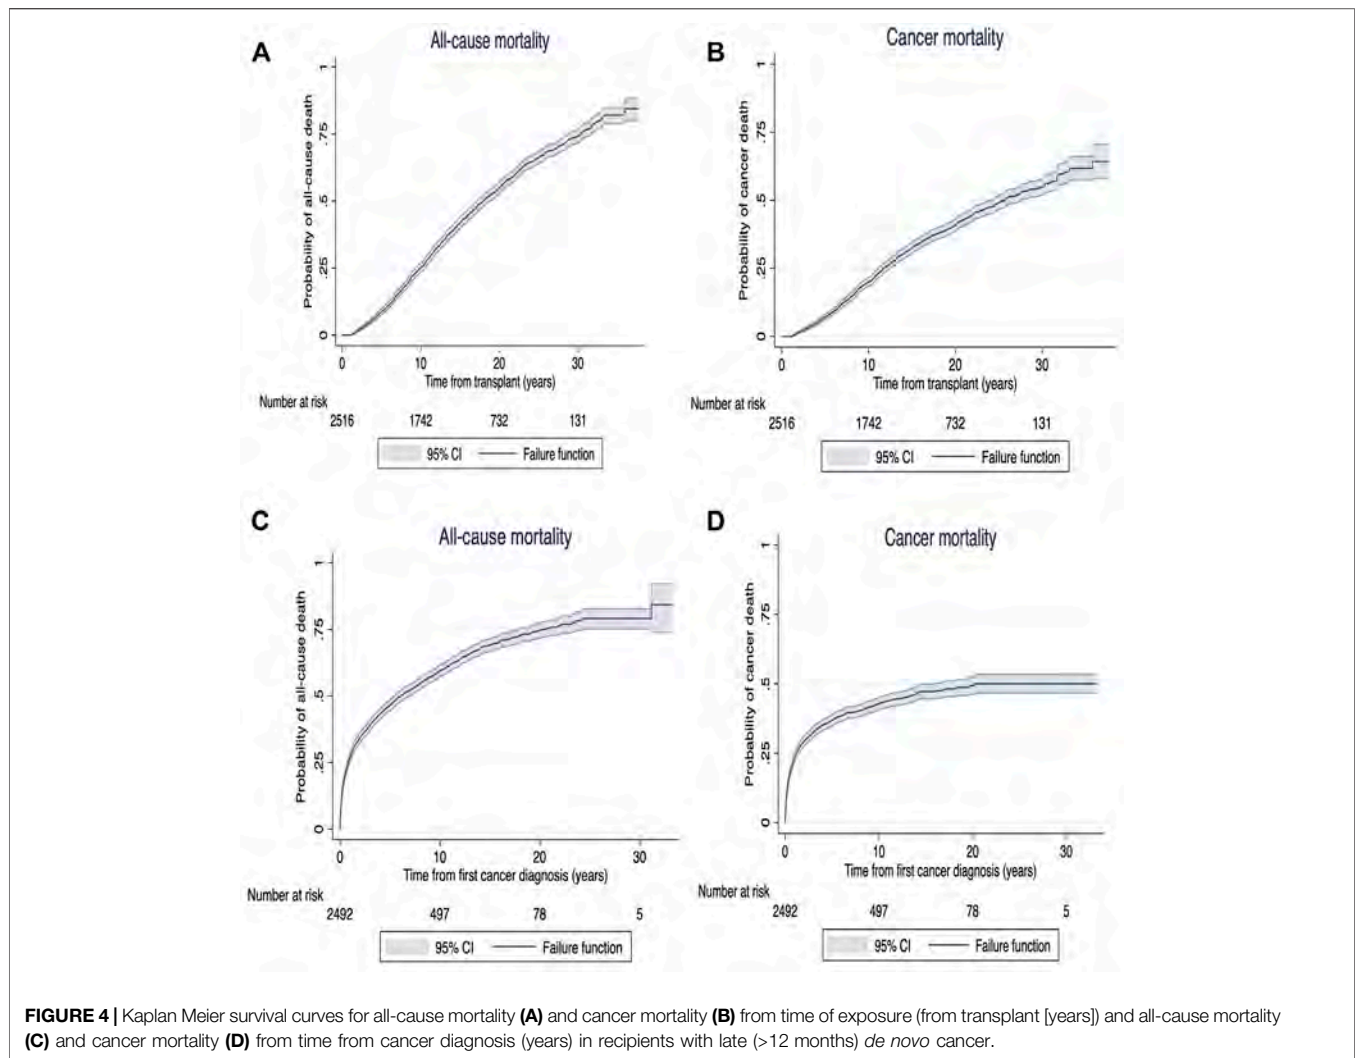 A
All-cause mortality
Probability of all-cause death
1
.75
.5
.25
0
0 10 20 30
Time from transplant (years)
Number at risk
2516 1742 732 131
95% CI Failure function
B
Cancer mortality
Probability of cancer death
1
.75
.5
.25
0
0 10 20 30
Time from transplant (years)
Number at risk
2516 1742 732 131
95% CI Failure function
C
All-cause mortality
Probability of all-cause death
1
.75
.5
.25
0
0 10 20 30
Time from first cancer diagnosis (years)
Number at risk
2492 497 78 5
95% CI Failure function
D
Cancer mortality
Probability of cancer death
1
.75
.5
.25
0
0 10 20 30
Time from first cancer diagnosis (years)
Number at risk
2492 497 78 5
95% CI Failure function
FIGURE 4 | Kaplan Meier survival curves for all-cause mortality (A) and cancer mortality (B) from time of exposure (from transplant [years]) and all-cause mortality
(C) and cancer mortality (D) from time from cancer diagnosis (years) in recipients with late (>12 months) de novo cancer.